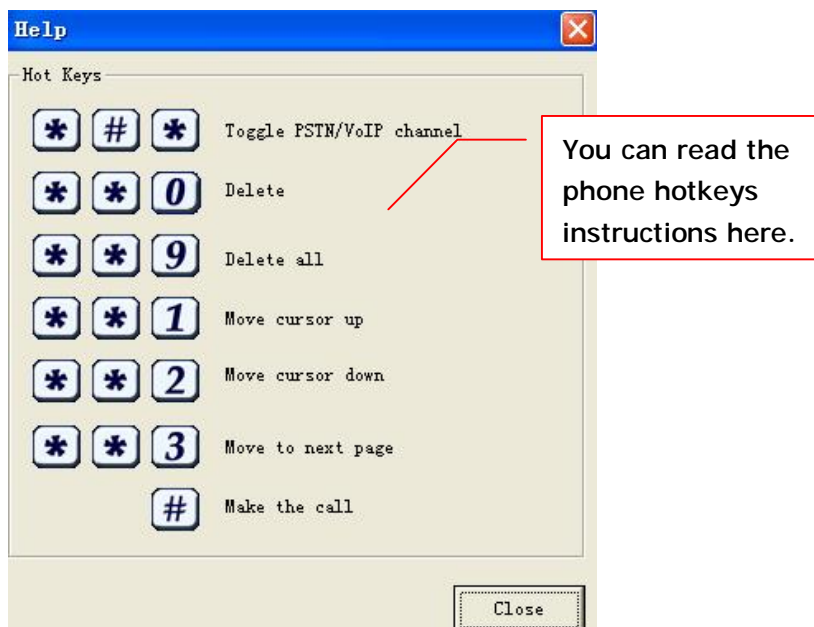 Help
Hot Keys
* # * Toggle PSTN/VoIP channel
* * 0 Delete
* * 9 Delete all
* * 1 Move cursor up
* * 2 Move cursor down
* * 3 Move to next page
# Make the call
Close
You can read the
phone hotkeys
instructions here.